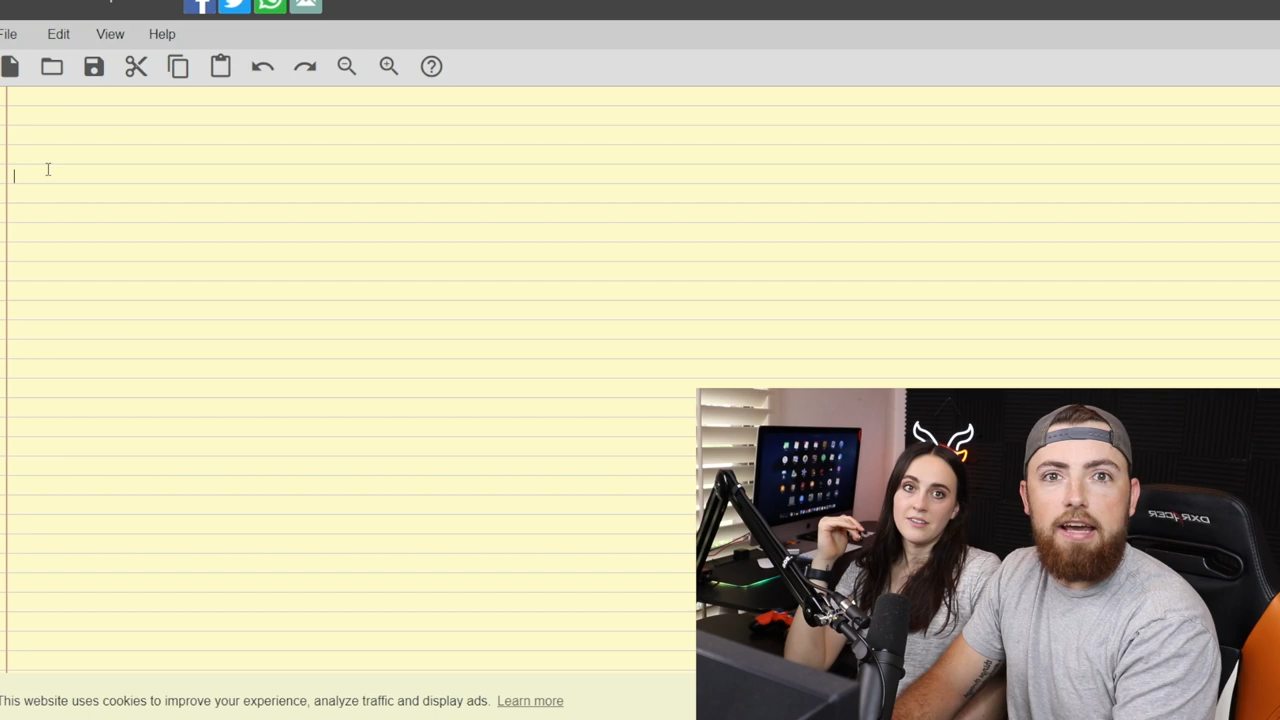 File Edit View Help
This website uses cookies to improve your experience, analyze traffic and display ads. Learn more
DXRACER